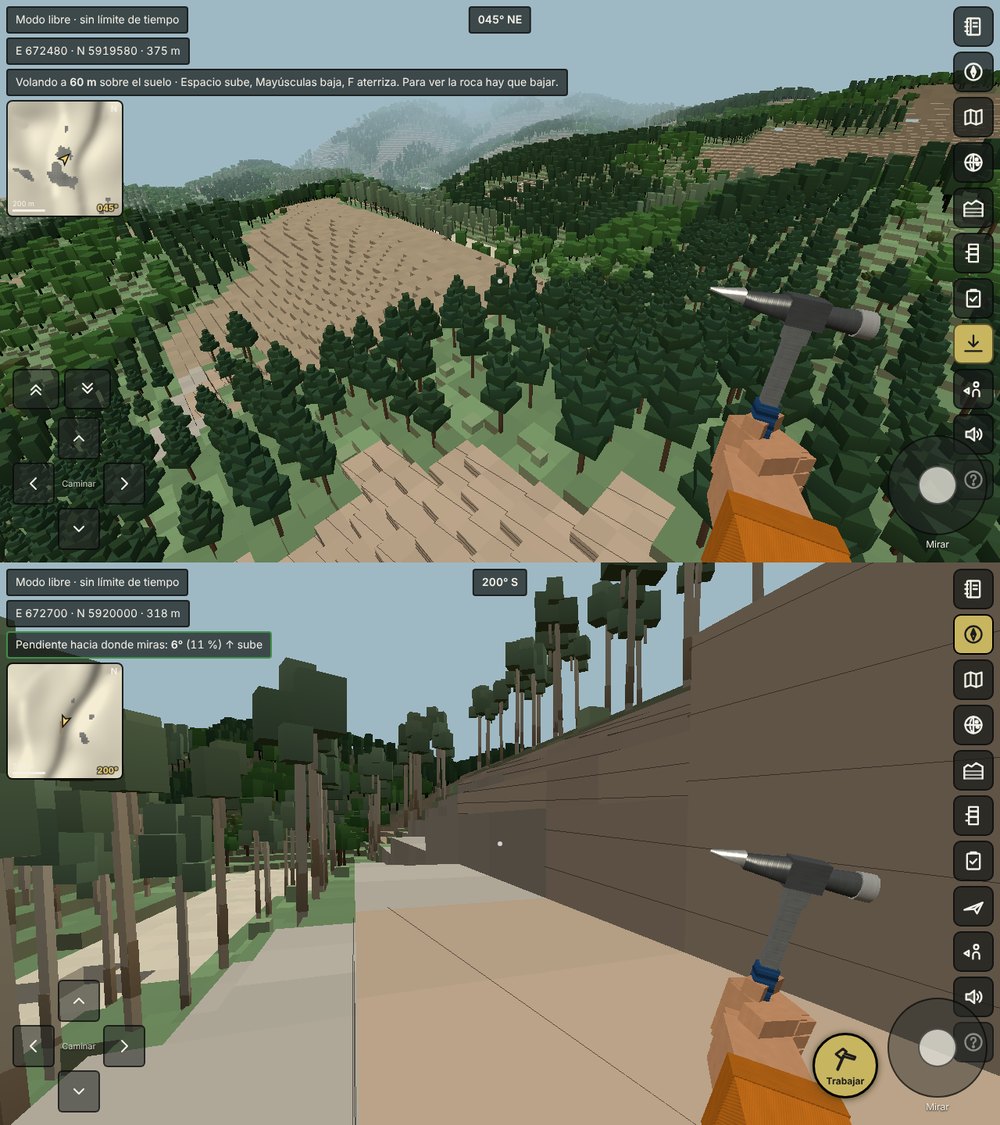 Modo libre · sin límite de tiempo
045° NE
E 672480 · N 5919580 · 375 m
Volando a 60 m sobre el suelo · Espacio sube, Mayúsculas baja, F aterriza. Para ver la roca hay que bajar.
N
200 m
045°
Caminar
?
Mirar
Modo libre · sin límite de tiempo
200° S
E 672700 · N 5920000 · 318 m
Pendiente hacia donde miras: 6° (11 %) ↑ sube
N
200°
Caminar
Trabajar
?
Mirar